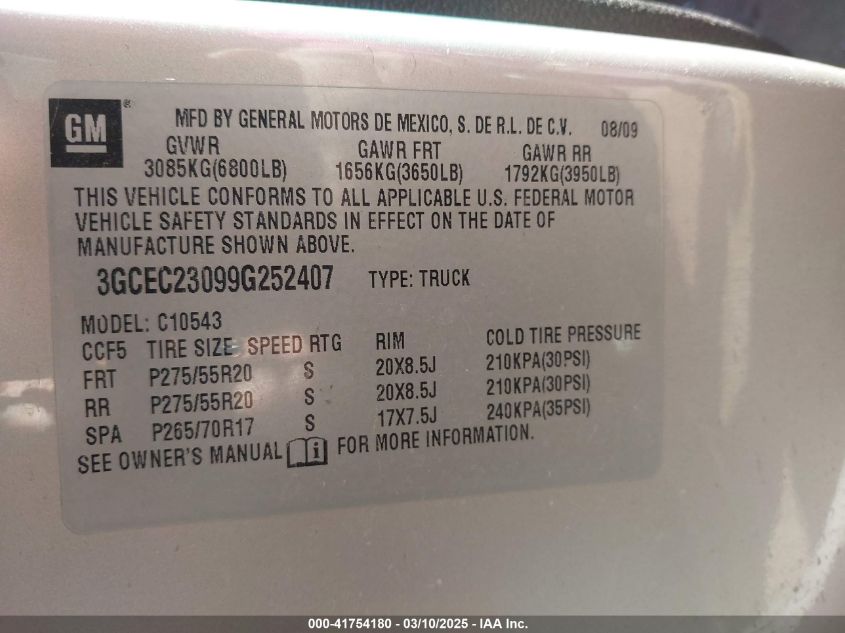 GM ® MFD BY GENERAL MOTORS DE MEXICO, S. DE R.L. DE C.V. 08/09
GVWR GAWR FRT GAWR RR
3085KG(6800LB) 1656KG(3650LB) 1792KG(3950LB)
THIS VEHICLE CONFORMS TO ALL APPLICABLE U.S. FEDERAL MOTOR
VEHICLE SAFETY STANDARDS IN EFFECT ON THE DATE OF
MANUFACTURE SHOWN ABOVE.
3GCEC23099G252407 TYPE: TRUCK
MODEL: C10543
CCF5 TIRE SIZE SPEED RTG RIM COLD TIRE PRESSURE
FRT P275/55R20 S 20X8.5J 210KPA(30PSI)
RR P275/55R20 S 20X8.5J 210KPA(30PSI)
SPA P265/70R17 S 17X7.5J 240KPA(35PSI)
SEE OWNER'S MANUAL i FOR MORE INFORMATION.
000-41754180 - 03/10/2025 - IAA Inc.